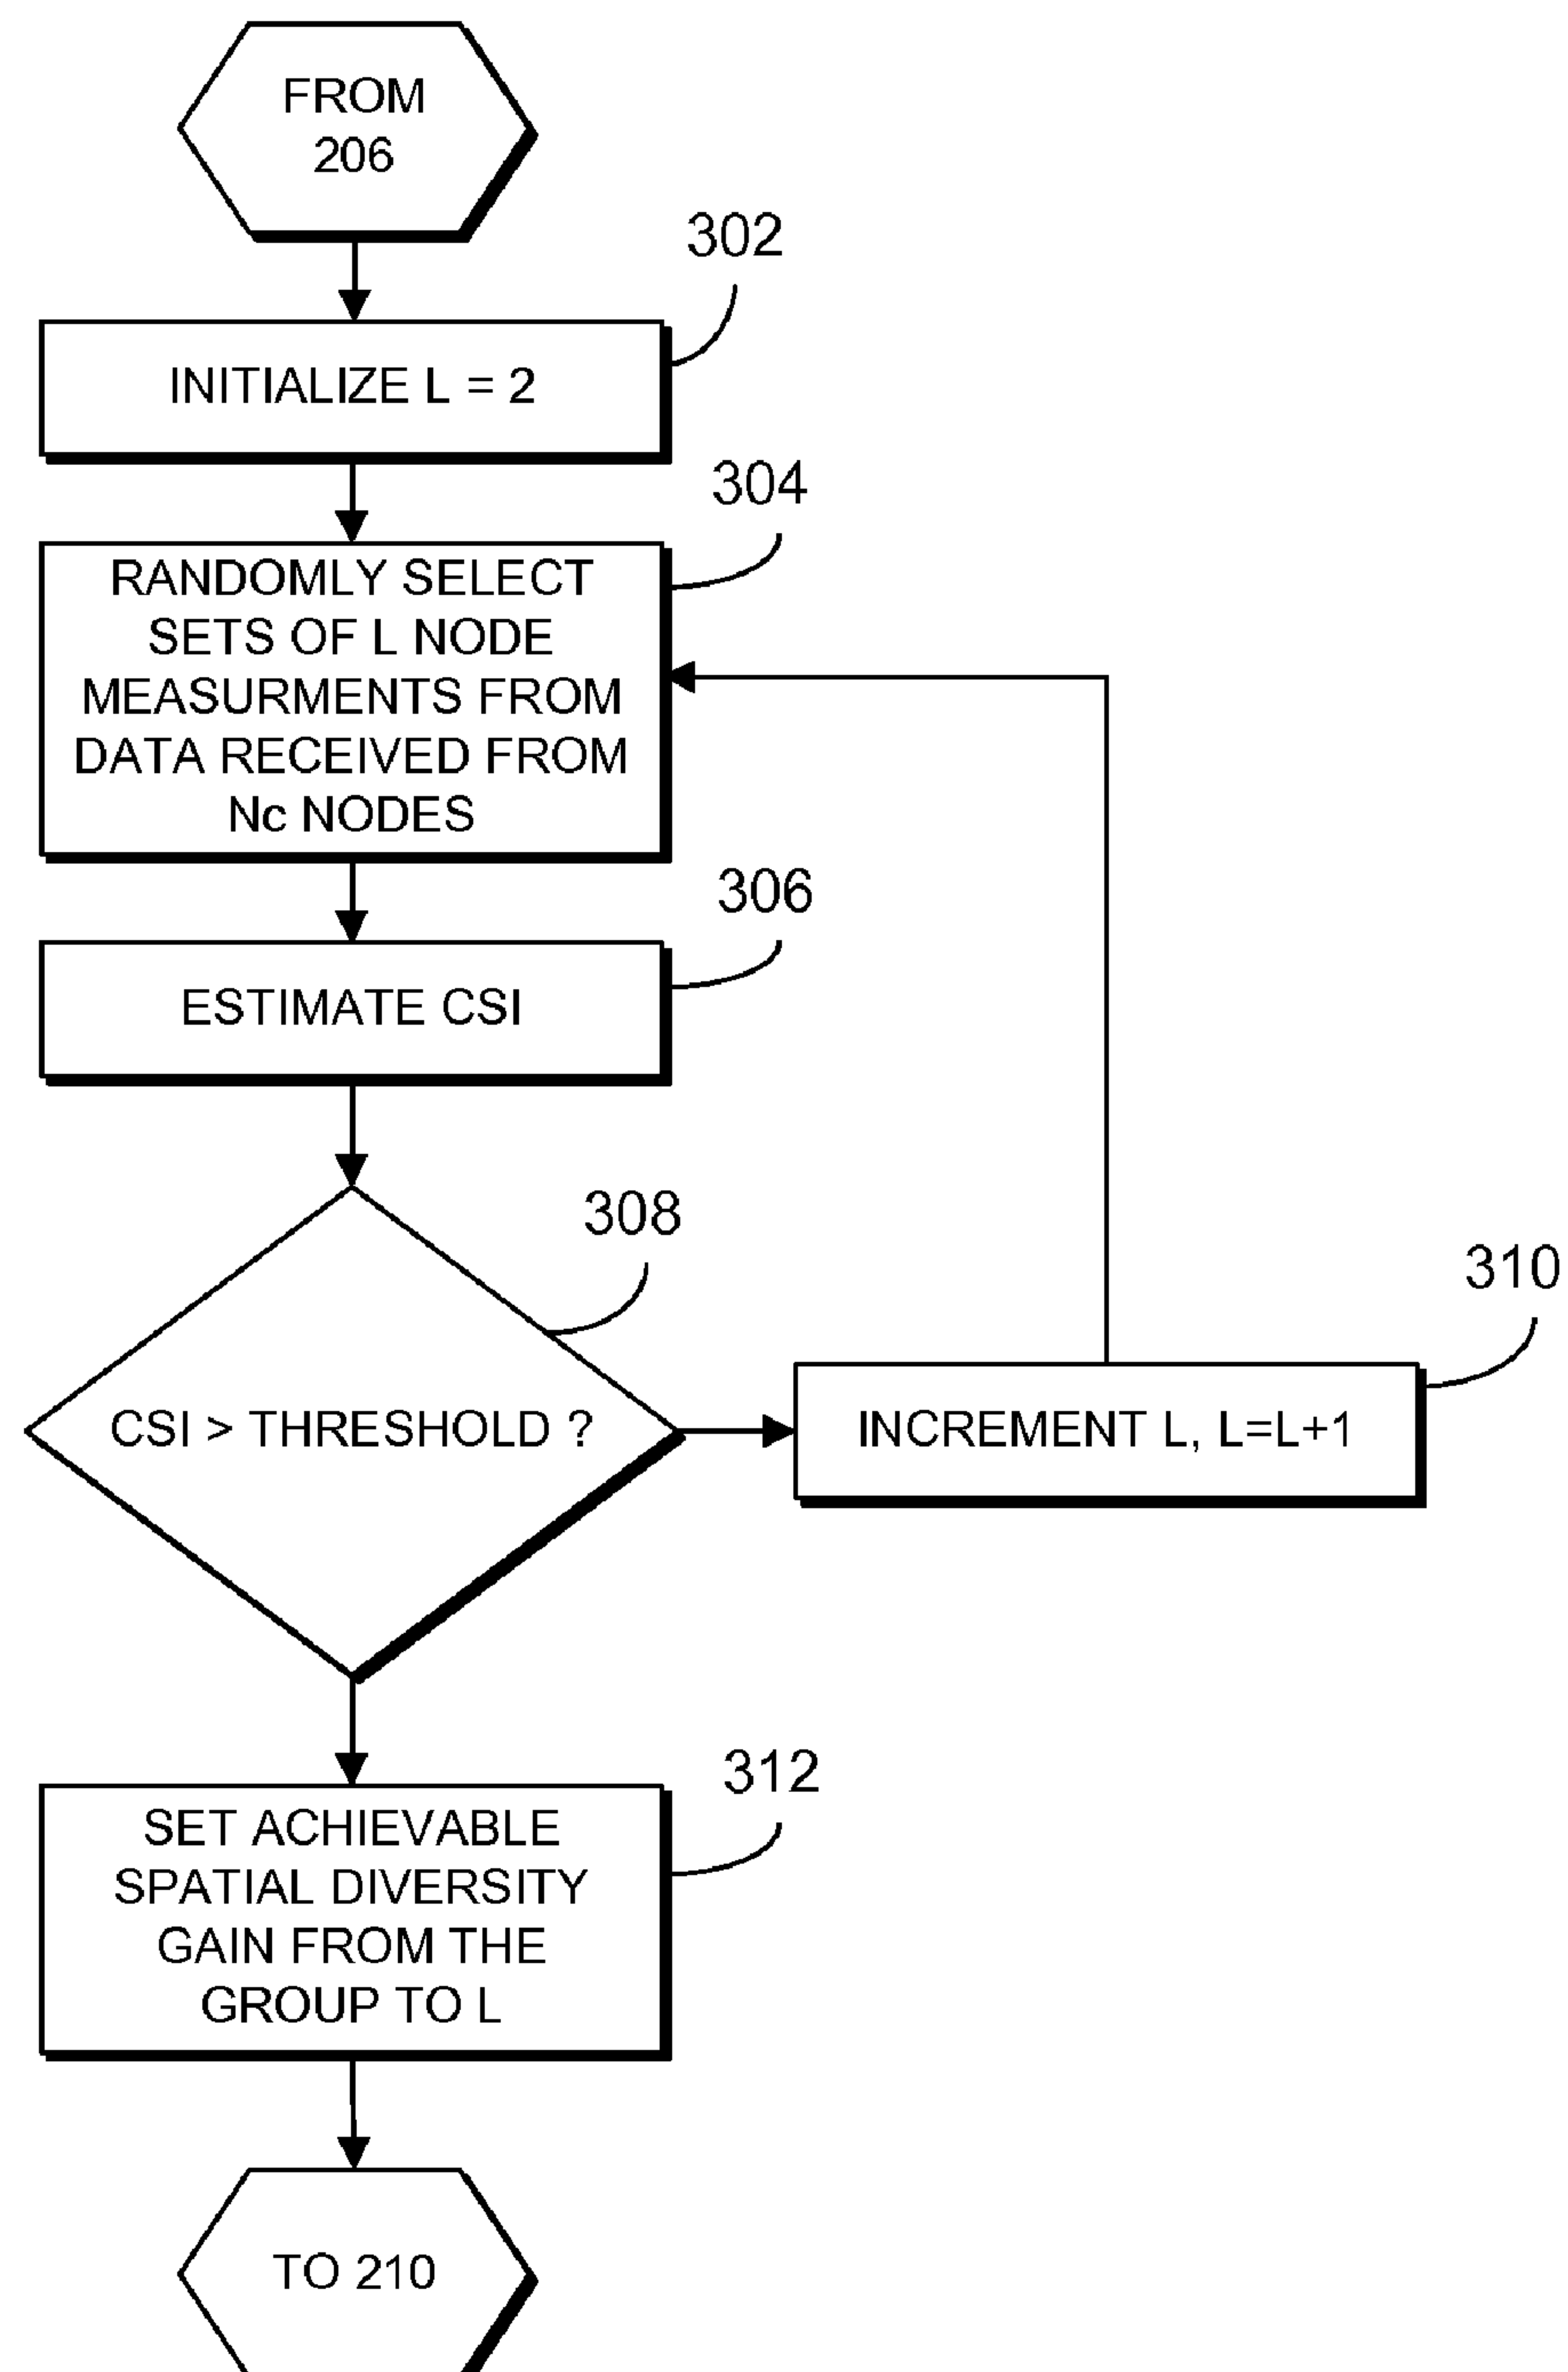 FROM
206
302
INITIALIZE L = 2
304
RANDOMLY SELECT
SETS OF L NODE
MEASURMENTS FROM
DATA RECEIVED FROM
Nc NODES
306
ESTIMATE CSI
308
CSI > THRESHOLD ?
310
INCREMENT L, L=L+1
312
SET ACHIEVABLE
SPATIAL DIVERSITY
GAIN FROM THE
GROUP TO L
TO 210